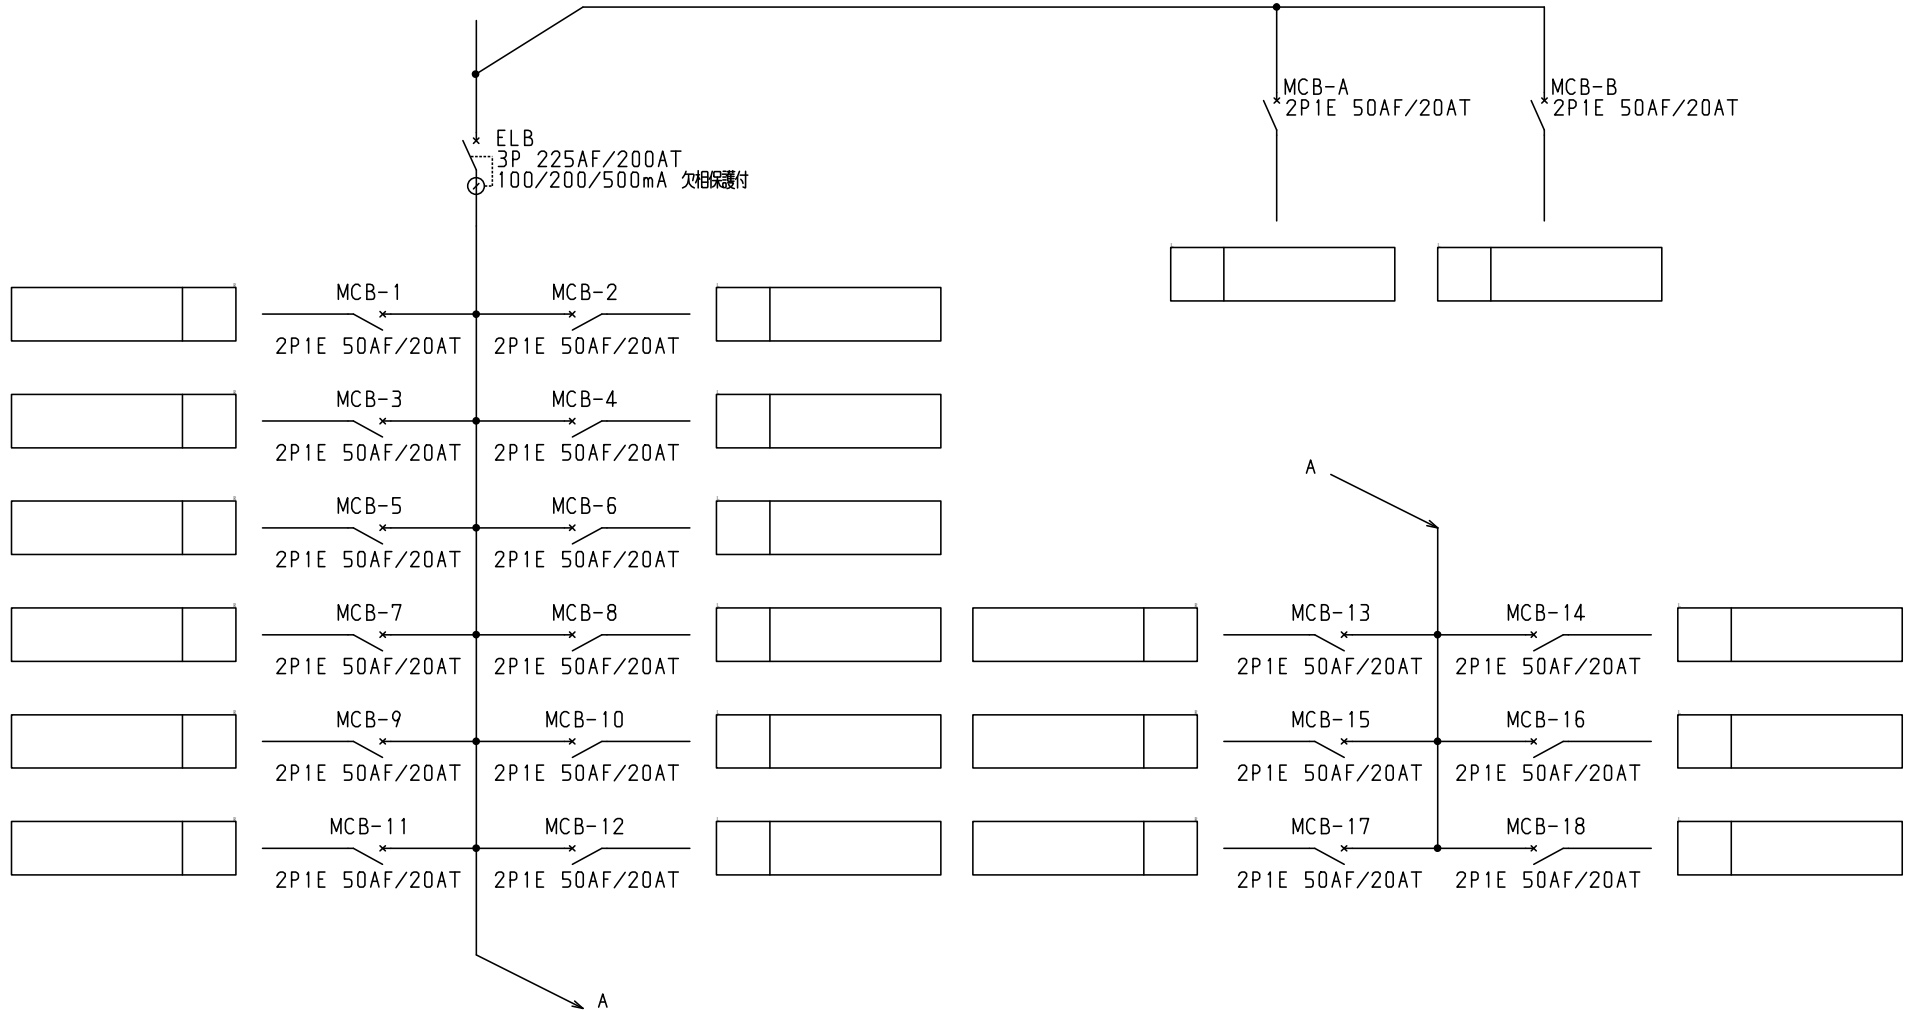 MCB-A
2P1E 50AF/20AT
MCB-B
2P1E 50AF/20AT
ELB
3P 225AF/200AT
100/200/500mA 欠相保護付
MCB-1
2P1E 50AF/20AT
MCB-2
2P1E 50AF/20AT
MCB-3
2P1E 50AF/20AT
MCB-4
2P1E 50AF/20AT
MCB-5
2P1E 50AF/20AT
MCB-6
2P1E 50AF/20AT
MCB-7
2P1E 50AF/20AT
MCB-8
2P1E 50AF/20AT
MCB-9
2P1E 50AF/20AT
MCB-10
2P1E 50AF/20AT
MCB-11
2P1E 50AF/20AT
MCB-12
2P1E 50AF/20AT
A
A
MCB-13
2P1E 50AF/20AT
MCB-14
2P1E 50AF/20AT
MCB-15
2P1E 50AF/20AT
MCB-16
2P1E 50AF/20AT
MCB-17
2P1E 50AF/20AT
MCB-18
2P1E 50AF/20AT